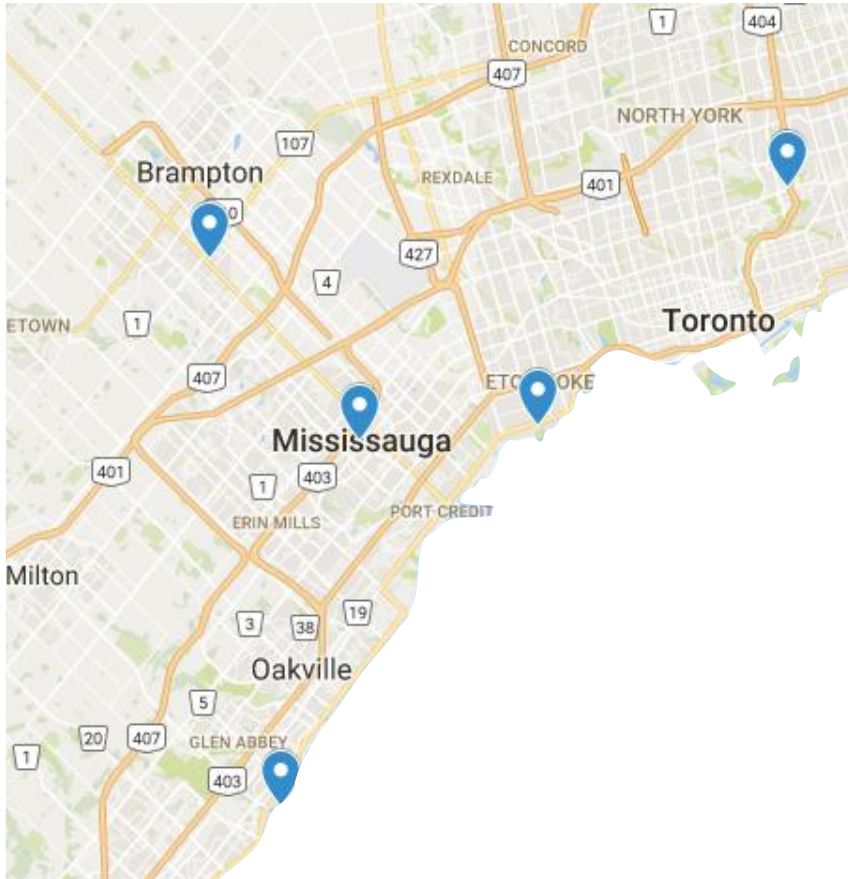 1
404
CONCORD
407
NORTH YORK
107
Brampton
REXDALE
401
427
4
ETOWN
1
Toronto
407
Mississauga
401
403
1
PORT CREDIT
ERIN MILLS
Milton
3
38
19
Oakville
5
20
407
GLEN ABBEY
1
403